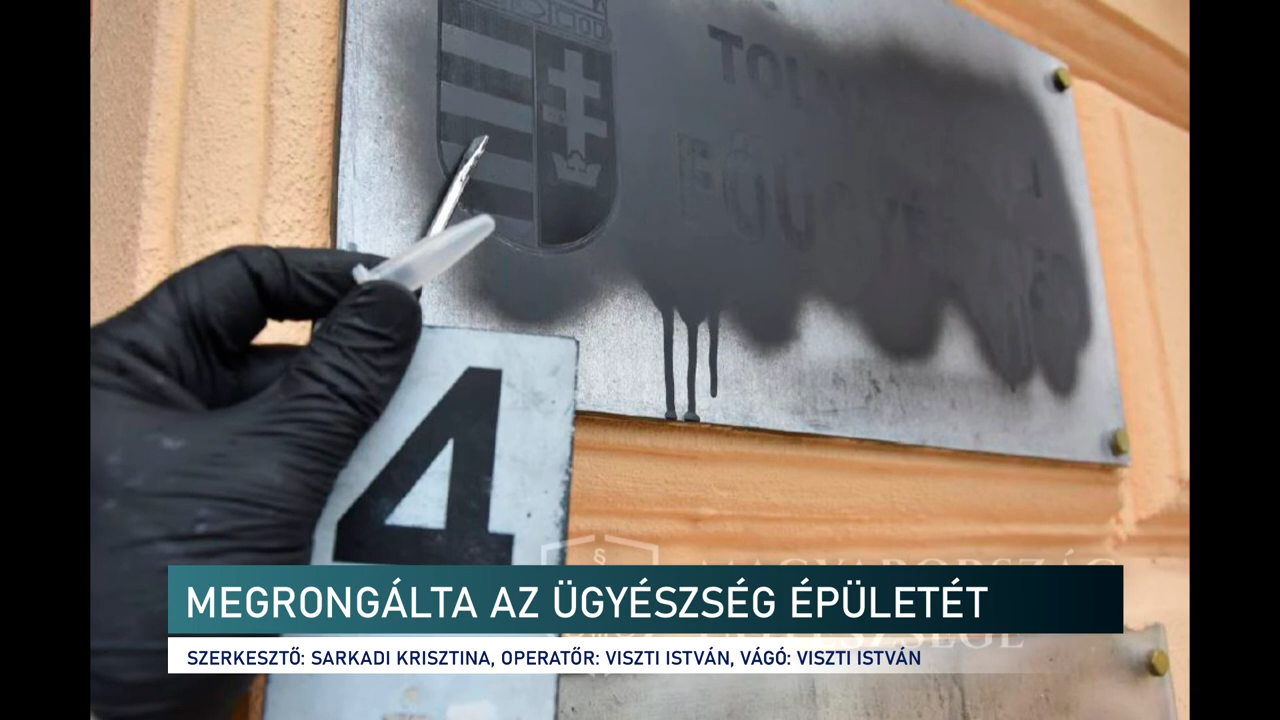 4
MEGRONGÁLTA AZ ÜGYÉSZSÉG ÉPÜLETÉT
SZERKESZTŐ: SARKADI KRISZTINA, OPERATŐR: VISZTI ISTVÁN, VÁGÓ: VISZTI ISTVÁN